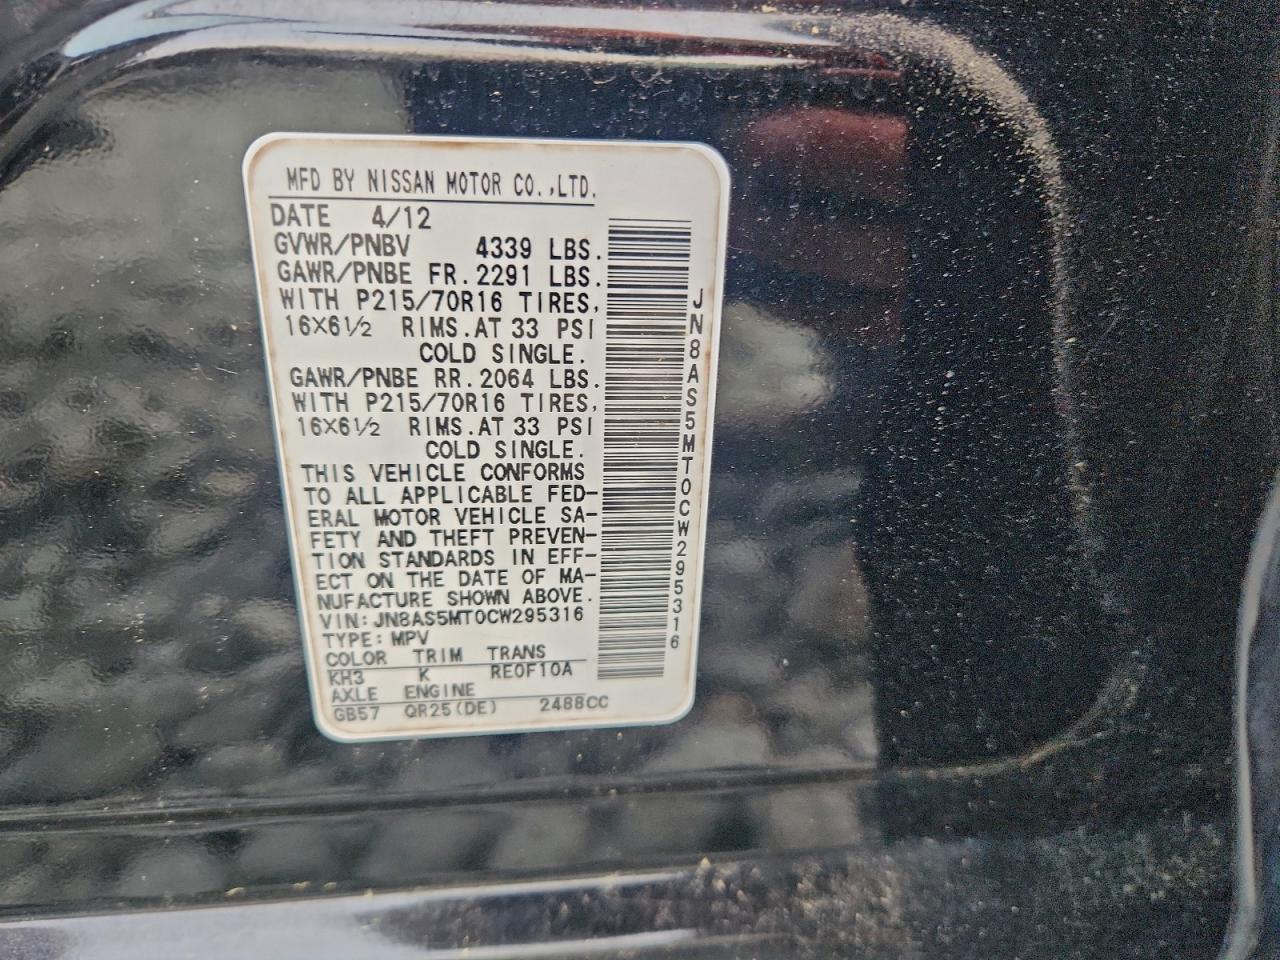 MFD BY NISSAN MOTOR CO.,LTD.
DATE 4/12
GVWR/PNBV 4339 LBS.
GAWR/PNBE FR.2291 LBS.
WITH P215/70R16 TIRES,
16X6½ RIMS.AT 33 PSI
COLD SINGLE.
GAWR/PNBE RR.2064 LBS.
WITH P215/70R16 TIRES,
16X6½ RIMS.AT 33 PSI
COLD SINGLE.
THIS VEHICLE CONFORMS
TO ALL APPLICABLE FED-
ERAL MOTOR VEHICLE SA-
FETY AND THEFT PREVEN-
TION STANDARDS IN EFF-
ECT ON THE DATE OF MA-
NUFACTURE SHOWN ABOVE.
VIN: JN8AS5MT0CW295316
TYPE: MPV
COLOR TRIM TRANS
KH3 K RE0F10A
AXLE ENGINE
GB57 QR25(DE) 2488CC
JN8AS5MT0CW295316